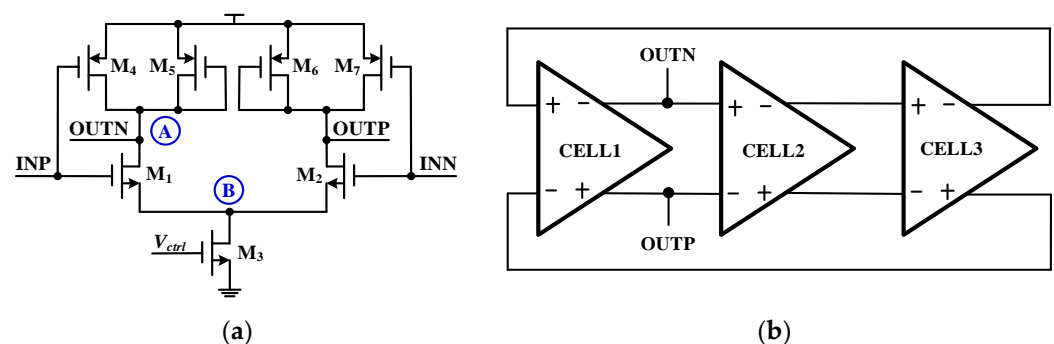 M4 M5 M6 M7
OUTN A OUTP
INP INN
M1 M2
B
Vctrl M3
(a)
OUTN
+ − + − + −
CELL1 CELL2 CELL3
− + − + − +
OUTP
(b)